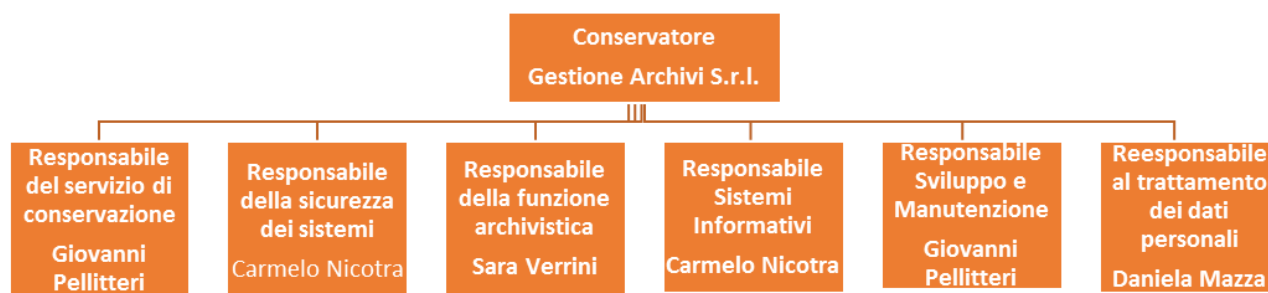 Conservatore
Gestione Archivi S.r.l.
Responsabile
del servizio di
conservazione
Giovanni
Pellitteri
Responsabile
della sicurezza
dei sistemi
Carmelo Nicotra
Responsabile
della funzione
archivistica
Sara Verrini
Responsabile
Sistemi
Informativi
Carmelo Nicotra
Responsabile
Sviluppo e
Manutenzione
Giovanni
Pellitteri
Reesponsabile
al trattamento
dei dati
personali
Daniela Mazza